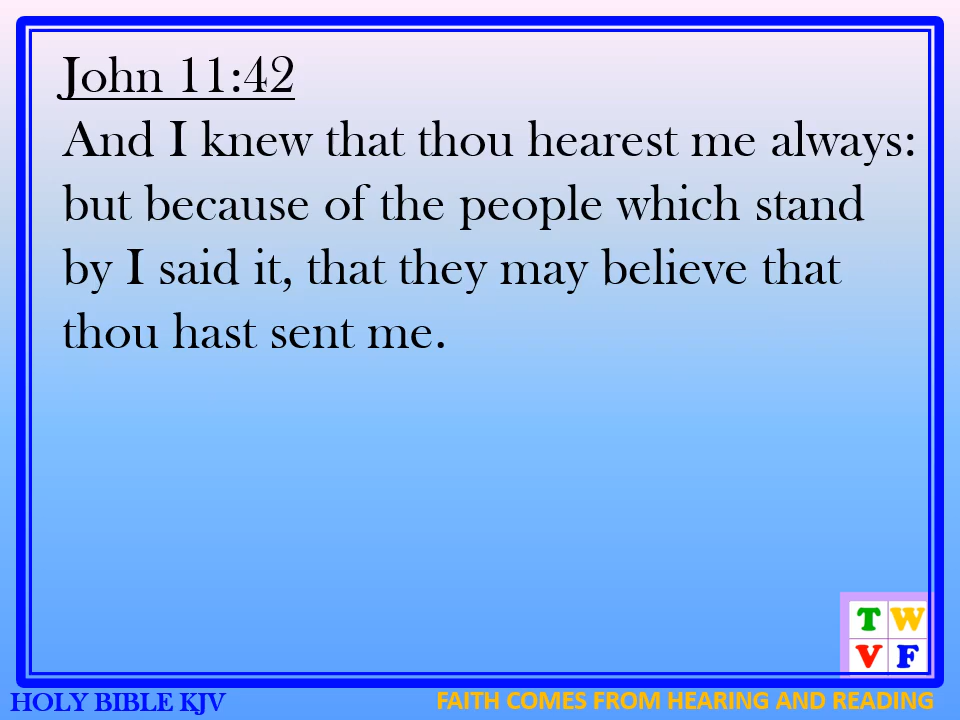 John 11:42
And I knew that thou hearest me always:
but because of the people which stand
by I said it, that they may believe that
thou hast sent me.
T W
V F
HOLY BIBLE KJV
FAITH COMES FROM HEARING AND READING